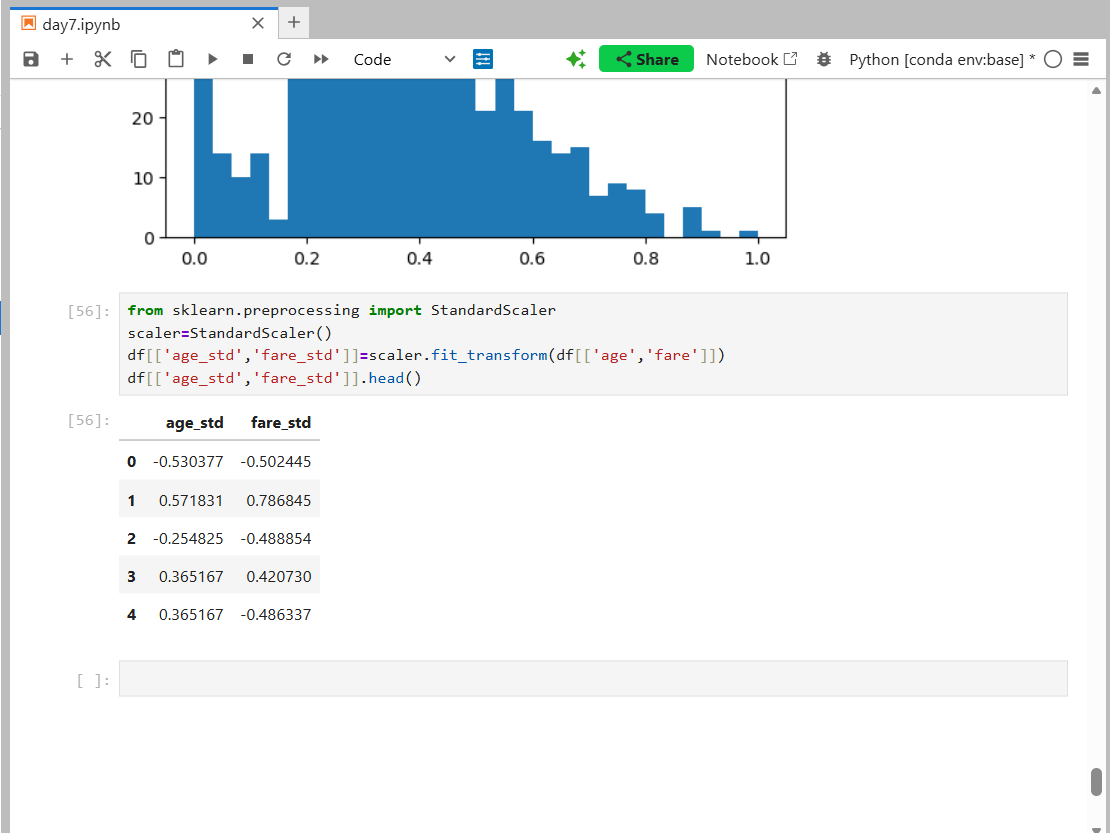 day7.ipynb
Code
Share
Notebook
Python [conda env:base] *
20
10
0
0.0 0.2 0.4 0.6 0.8 1.0
[56]:
from sklearn.preprocessing import StandardScaler
scaler=StandardScaler()
df[['age_std','fare_std']]=scaler.fit_transform(df[['age','fare']])
df[['age_std','fare_std']].head()
[56]:
age_std fare_std
0 -0.530377 -0.502445
1 0.571831 0.786845
2 -0.254825 -0.488854
3 0.365167 0.420730
4 0.365167 -0.486337
[ ]: